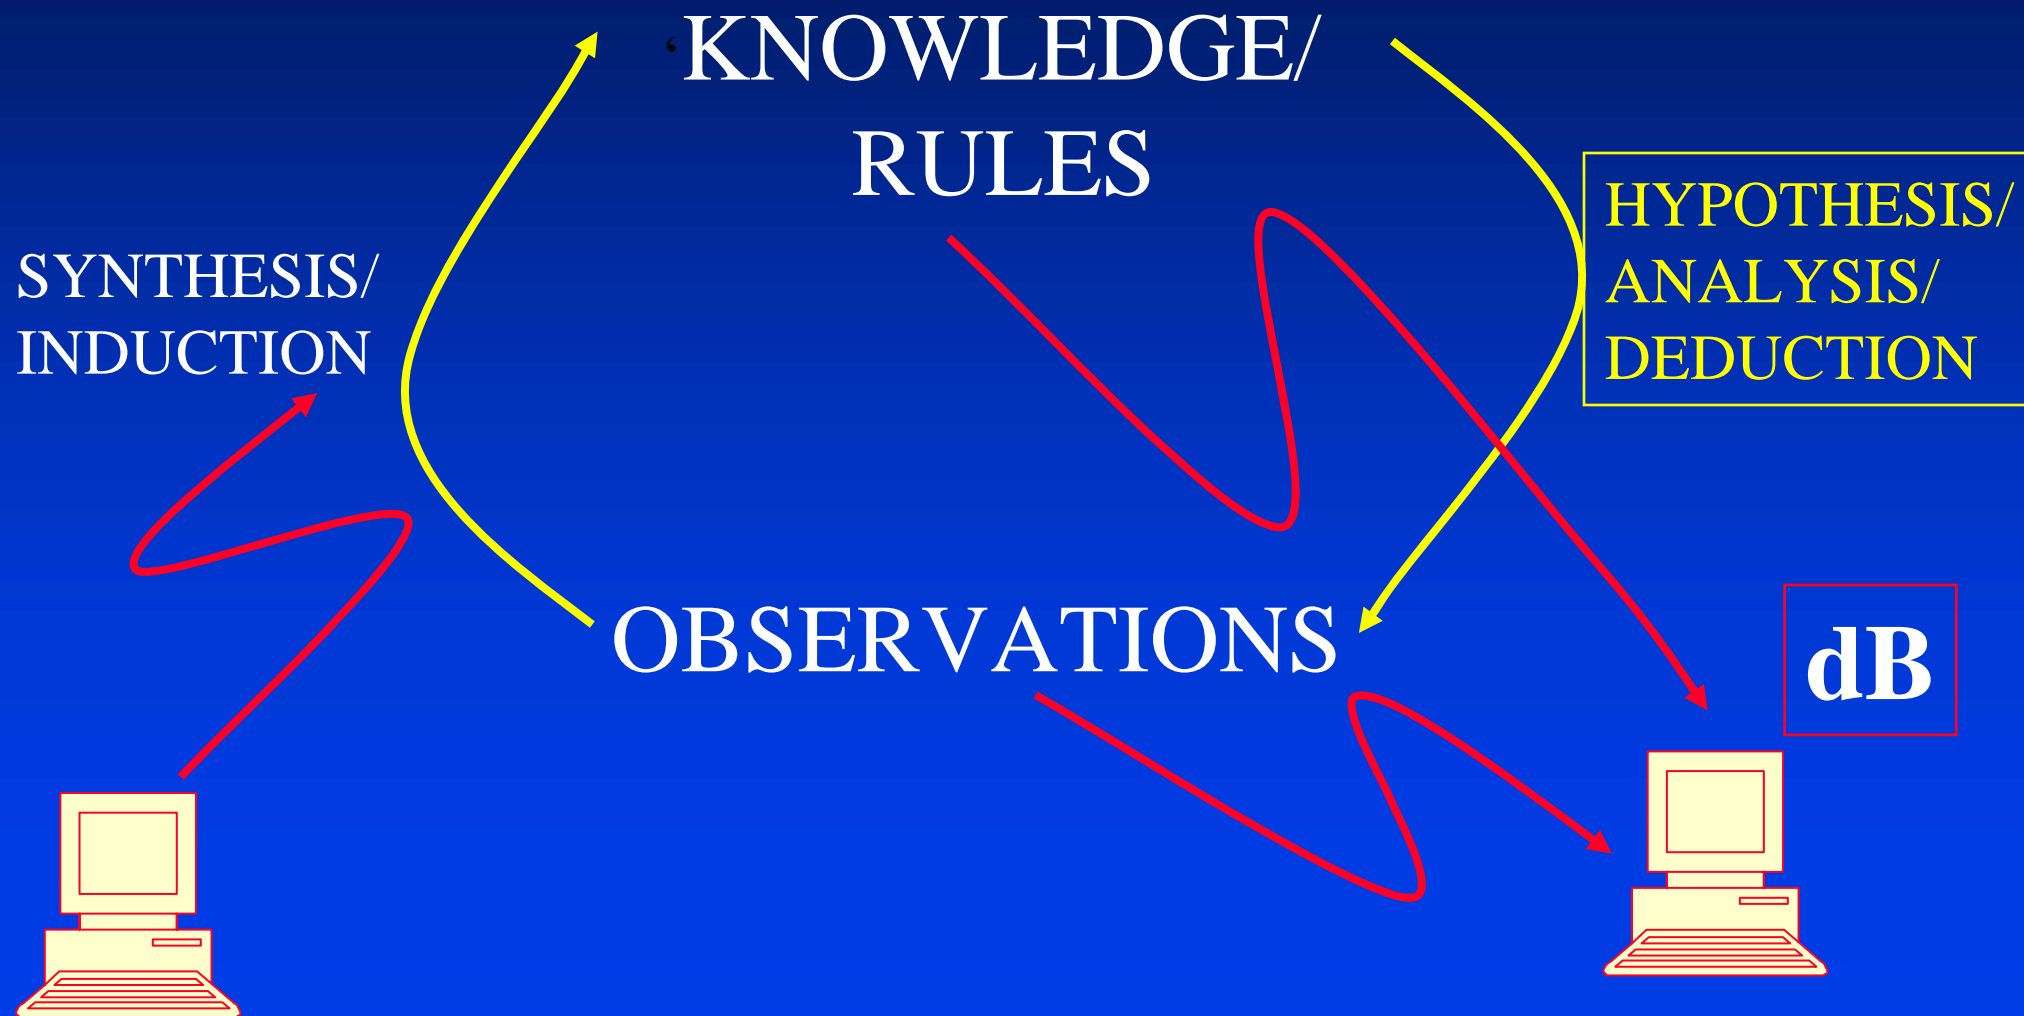 ‘KNOWLEDGE/
RULES
SYNTHESIS/
INDUCTION
HYPOTHESIS/
ANALYSIS/
DEDUCTION
OBSERVATIONS
dB